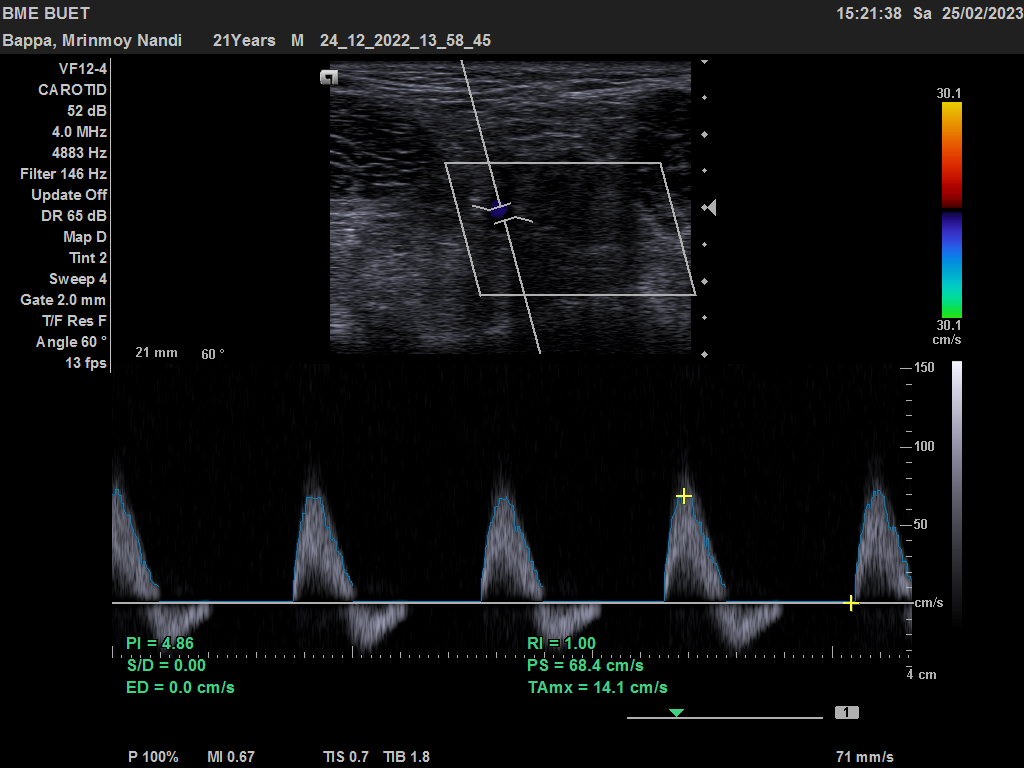 BME BUET 15:21:38 Sa 25/02/2023
Bappa, Mrinmoy Nandi 21Years M 24_12_2022_13_58_45
VF12-4
CAROTID
52 dB
4.0 MHz
4883 Hz
Filter 146 Hz
Update Off
DR 65 dB
Map D
Tint 2
Sweep 4
Gate 2.0 mm
T/F Res F
Angle 60 °
13 fps
21 mm 60 °
30.1
30.1
cm/s
150
100
50
cm/s
4 cm
PI = 4.86 RI = 1.00
S/D = 0.00 PS = 68.4 cm/s
ED = 0.0 cm/s TAmx = 14.1 cm/s
1
P 100% MI 0.67 TIS 0.7 TIB 1.8 71 mm/s